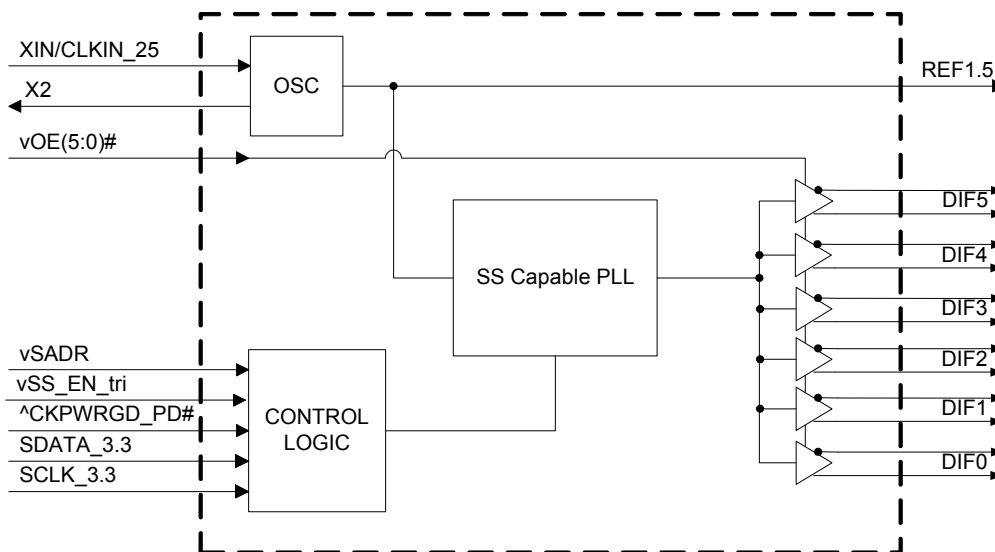 XIN/CLKIN_25
X2
vOE(5:0)#
OSC
REF1.5
DIF5
DIF4
DIF3
DIF2
DIF1
DIF0
SS Capable PLL
vSADR
vSS_EN_tri
^CKPWRGD_PD#
SDATA_3.3
SCLK_3.3
CONTROL
LOGIC